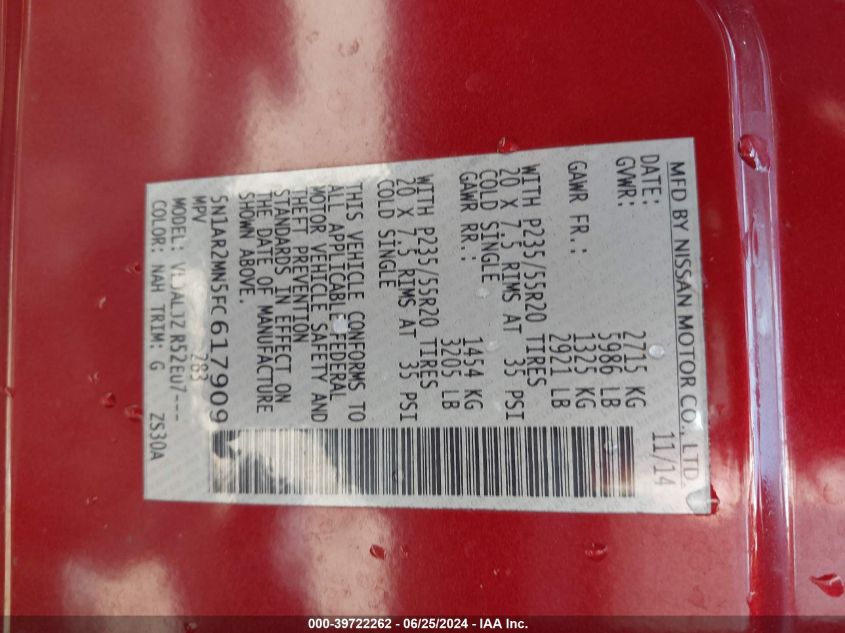 MFD BY NISSAN MOTOR CO., LTD.
DATE: 11/14
GVWR: 2715 KG
5986 LB
GAWR FR.: 1325 KG
2921 LB
WITH P235/55R20 TIRES
20 X 7.5 RIMS AT 35 PSI
COLD SINGLE
GAWR RR.: 1454 KG
3205 LB
WITH P235/55R20 TIRES
20 X 7.5 RIMS AT 35 PSI
COLD SINGLE
THIS VEHICLE CONFORMS TO
ALL APPLICABLE FEDERAL
MOTOR VEHICLE SAFETY AND
THEFT PREVENTION
STANDARDS IN EFFECT ON
THE DATE OF MANUFACTURE
SHOWN ABOVE.
5N1AR2MN5FC617909
MPV 283
MODEL: R52EU7---
COLOR: NAH TRIM: G ZS30A
000-39722262 - 06/25/2024 - IAA Inc.